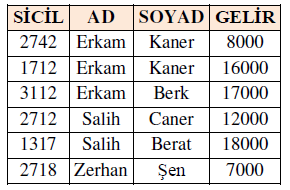 SİCİL AD SOYAD GELİR
2742 Erkam Kaner 8000
1712 Erkam Kaner 16000
3112 Erkam Berk 17000
2712 Salih Caner 12000
1317 Salih Berat 18000
2718 Zerhan Şen 7000